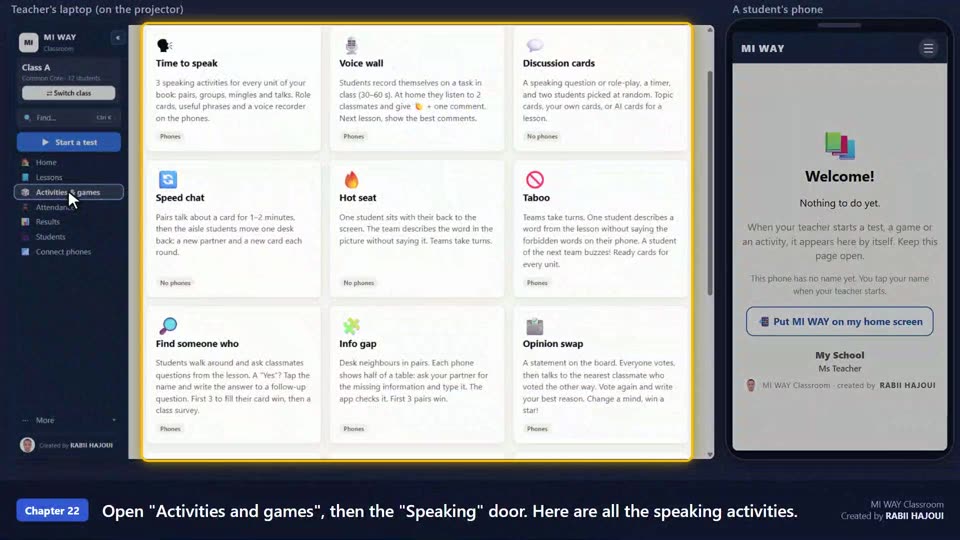 Teacher's laptop (on the projector)
A student's phone
MI
MI WAY
Classroom
«
Class A
Common Core · 12 students
⇄ Switch class
Find...
Ctrl K
▶ Start a test
Home
Lessons
Activities & games
Attendan
Results
Students
Connect phones
More
Created by RABII HAJOUI
Time to speak
3 speaking activities for every unit of your
book: pairs, groups, mingles and talks. Role
cards, useful phrases and a voice recorder
on the phones.
Phones
Voice wall
Students record themselves on a task in
class (30–60 s). At home they listen to 2
classmates and give 👏 + one comment.
Next lesson, show the best comments.
Phones
Discussion cards
A speaking question or role-play, a timer,
and two students picked at random. Topic
cards, your own cards, or AI cards for a
lesson.
No phones
Speed chat
Pairs talk about a card for 1–2 minutes,
then the aisle students move one desk
back: a new partner and a new card each
round.
No phones
Hot seat
One student sits with their back to the
screen. The team describes the word in the
picture without saying it. Teams take turns.
No phones
Taboo
Teams take turns. One student describes a
word from the lesson without saying the
forbidden words on their phone. A student
of the next team buzzes! Ready cards for
every unit.
Phones
Find someone who
Students walk around and ask classmates
questions from the lesson. A "Yes"? Tap the
name and write the answer to a follow-up
question. First 3 to fill their card win, then a
class survey.
Phones
Info gap
Desk neighbours in pairs. Each phone
shows half of a table: ask your partner for
the missing information and type it. The
app checks it. First 3 pairs win.
Phones
Opinion swap
A statement on the board. Everyone votes,
then talks to the nearest classmate who
voted the other way. Vote again and write
your best reason. Change a mind, win a
star!
Phones
MI WAY
Welcome!
Nothing to do yet.
When your teacher starts a test, a game or
an activity, it appears here by itself. Keep this
page open.
This phone has no name yet. You tap your name
when your teacher starts.
Put MI WAY on my home screen
My School
Ms Teacher
MI WAY Classroom · created by RABII HAJOUI
Chapter 22
Open "Activities and games", then the "Speaking" door. Here are all the speaking activities.
MI WAY Classroom
Created by RABII HAJOUI